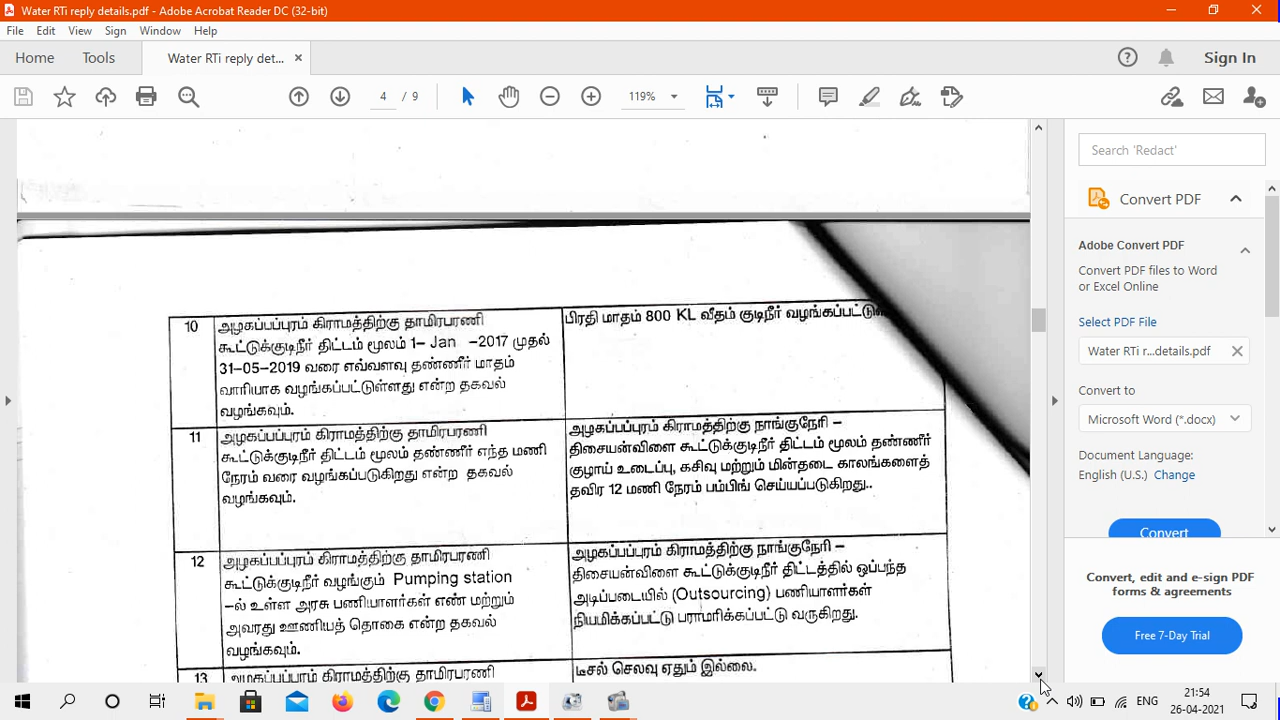 Water RTi reply details.pdf - Adobe Acrobat Reader DC (32-bit)
File Edit View Sign Window Help
Home Tools Water RTi reply det... × Sign In
4 / 9 119%
Search 'Redact'
Convert PDF
Adobe Convert PDF
Convert PDF files to Word
or Excel Online
Select PDF File
Water RTi r...details.pdf
Convert to
Microsoft Word (*.docx)
Document Language:
English (U.S.) Change
Convert
Convert, edit and e-sign PDF
forms & agreements
Free 7-Day Trial
10 அழகப்பப்புரம் கிராமத்திற்கு தாமிரபரணி
கூட்டுக்குடிநீர் திட்டம் மூலம் 1– Jan –2017 முதல்
31–05–2019 வரை எவ்வளவு தண்ணீர் மாதம்
வாரியாக வழங்கப்பட்டுள்ளது என்ற தகவல்
வழங்கவும்.
பிரதி மாதம் 800 KL வீதம் குடிநீர்
11 அழகப்பப்புரம் கிராமத்திற்கு தாமிரபரணி
கூட்டுக்குடிநீர் திட்டம் மூலம் தண்ணீர் எந்த மணி
நேரம் வரை வழங்கப்படுகிறது என்ற தகவல்
வழங்கவும்.
அழகப்பப்புரம் கிராமத்திற்கு நாங்குநேரி –
திசையன்விளை கூட்டுக்குடிநீர் திட்டம் மூலம் தண்ணீர்
குழாய் உடைப்பு, கசிவு மற்றும் மின்தடை காலங்களைத்
தவிர 12 மணி நேரம் பம்பிங் செய்யப்படுகிறது..
12 அழகப்பப்புரம் கிராமத்திற்கு தாமிரபரணி
கூட்டுக்குடிநீர் வழங்கும் Pumping station
–ல் உள்ள அரசு பணியாளர்கள் எண் மற்றும்
அவரது ஊணியத் தொகை என்ற தகவல்
வழங்கவும்.
அழகப்பப்புரம் கிராமத்திற்கு நாங்குநேரி –
திசையன்விளை கூட்டுக்குடிநீர் திட்டத்தில் ஒப்பந்த
அடிப்படையில் (Outsourcing) பணியாளர்கள்
நியமிக்கப்பட்டு பராமரிக்கப்பட்டு வருகிறது.
13 அழகப்பப்புரம் கிராமத்திற்கு தாமிரபரணி
டீசல் செலவு ஏதும் இல்லை.
ENG
21:54
26-04-2021